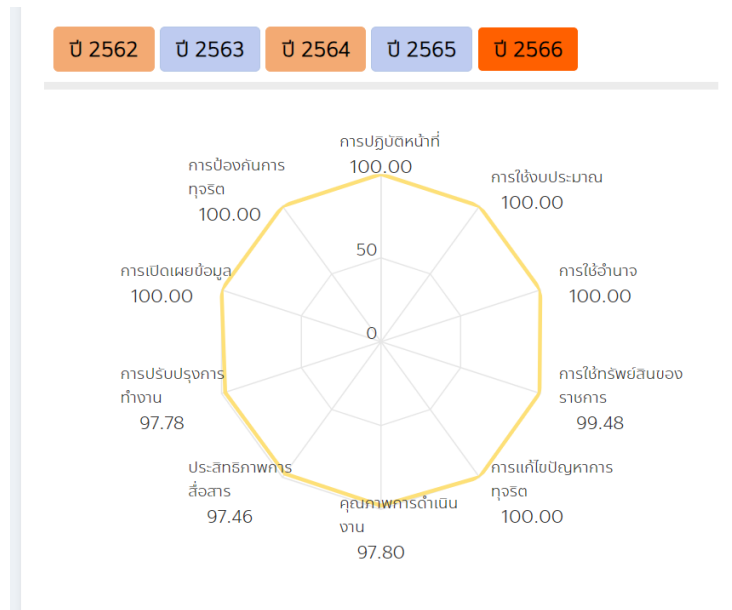 ปี 2562 ปี 2563 ปี 2564 ปี 2565 ปี 2566
การปฏิบัติหน้าที่
100.00
การใช้งบประมาณ
100.00
การใช้อำนาจ
100.00
การใช้ทรัพย์สินของ
ราชการ
99.48
การแก้ไขปัญหาการ
ทุจริต
100.00
คุณภาพการดำเนิน
งาน
97.80
ประสิทธิภาพการ
สื่อสาร
97.46
การปรับปรุงการ
ทำงาน
97.78
การเปิดเผยข้อมูล
100.00
การป้องกันการ
ทุจริต
100.00
50
0